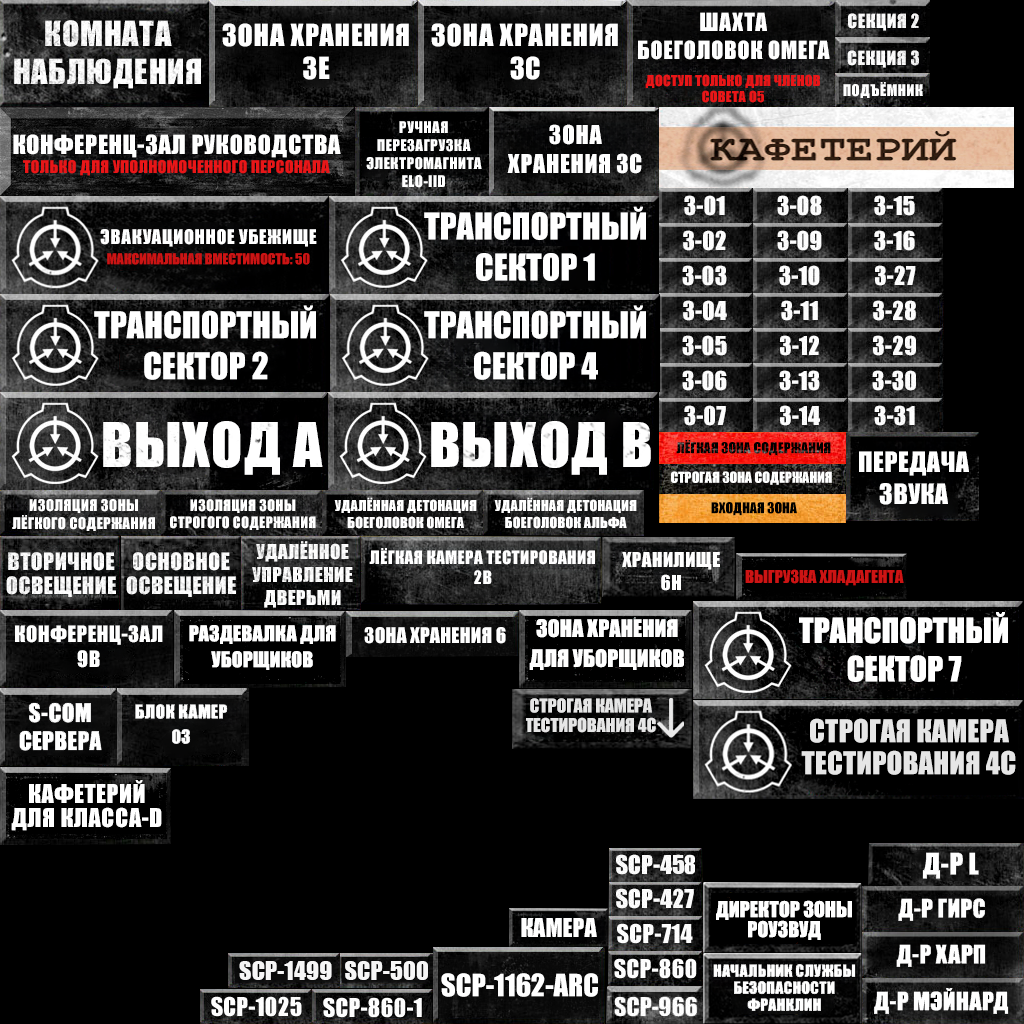 КОМНАТА
НАБЛЮДЕНИЯ
ЗОНА ХРАНЕНИЯ
3E
ЗОНА ХРАНЕНИЯ
3C
ШАХТА
БОЕГОЛОВОК ОМЕГА
ДОСТУП ТОЛЬКО ДЛЯ ЧЛЕНОВ
СОВЕТА О5
СЕКЦИЯ 2
СЕКЦИЯ 3
ПОДЪЁМНИК
КОНФЕРЕНЦ-ЗАЛ РУКОВОДСТВА
ТОЛЬКО ДЛЯ УПОЛНОМОЧЕННОГО ПЕРСОНАЛА
РУЧНАЯ
ПЕРЕЗАГРУЗКА
ЭЛЕКТРОМАГНИТА
ELO-IID
ЗОНА
ХРАНЕНИЯ 3C
КАФЕТЕРИЙ
ЭВАКУАЦИОННОЕ УБЕЖИЩЕ
МАКСИМАЛЬНАЯ ВМЕСТИМОСТЬ: 50
ТРАНСПОРТНЫЙ
СЕКТОР 1
3-01
3-08
3-15
3-02
3-09
3-16
3-03
3-10
3-27
3-04
3-11
3-28
3-05
3-12
3-29
3-06
3-13
3-30
3-07
3-14
3-31
ТРАНСПОРТНЫЙ
СЕКТОР 2
ТРАНСПОРТНЫЙ
СЕКТОР 4
ВЫХОД A
ВЫХОД B
ЛЁГКАЯ ЗОНА СОДЕРЖАНИЯ
СТРОГАЯ ЗОНА СОДЕРЖАНИЯ
ВХОДНАЯ ЗОНА
ПЕРЕДАЧА
ЗВУКА
ИЗОЛЯЦИЯ ЗОНЫ
ЛЁГКОГО СОДЕРЖАНИЯ
ИЗОЛЯЦИЯ ЗОНЫ
СТРОГОГО СОДЕРЖАНИЯ
УДАЛЁННАЯ ДЕТОНАЦИЯ
БОЕГОЛОВОК ОМЕГА
УДАЛЁННАЯ ДЕТОНАЦИЯ
БОЕГОЛОВОК АЛЬФА
ВТОРИЧНОЕ
ОСВЕЩЕНИЕ
ОСНОВНОЕ
ОСВЕЩЕНИЕ
УДАЛЁННОЕ
УПРАВЛЕНИЕ
ДВЕРЬМИ
ЛЁГКАЯ КАМЕРА ТЕСТИРОВАНИЯ
2B
ХРАНИЛИЩЕ
6H
ВЫГРУЗКА ХЛАДАГЕНТА
КОНФЕРЕНЦ-ЗАЛ
9B
РАЗДЕВАЛКА ДЛЯ
УБОРЩИКОВ
ЗОНА ХРАНЕНИЯ 6
ЗОНА ХРАНЕНИЯ
ДЛЯ УБОРЩИКОВ
ТРАНСПОРТНЫЙ
СЕКТОР 7
S-COM
СЕРВЕРА
БЛОК КАМЕР
03
СТРОГАЯ КАМЕРА
ТЕСТИРОВАНИЯ 4C
СТРОГАЯ КАМЕРА
ТЕСТИРОВАНИЯ 4C
КАФЕТЕРИЙ
ДЛЯ КЛАССА-D
SCP-458
SCP-427
SCP-714
SCP-860
SCP-966
Д-Р L
Д-Р ГИРС
Д-Р ХАРП
Д-Р МЭЙНАРД
ДИРЕКТОР ЗОНЫ
РОУЗВУД
НАЧАЛЬНИК СЛУЖБЫ
БЕЗОПАСНОСТИ
ФРАНКЛИН
КАМЕРА
SCP-1499
SCP-500
SCP-1162-ARC
SCP-1025
SCP-860-1